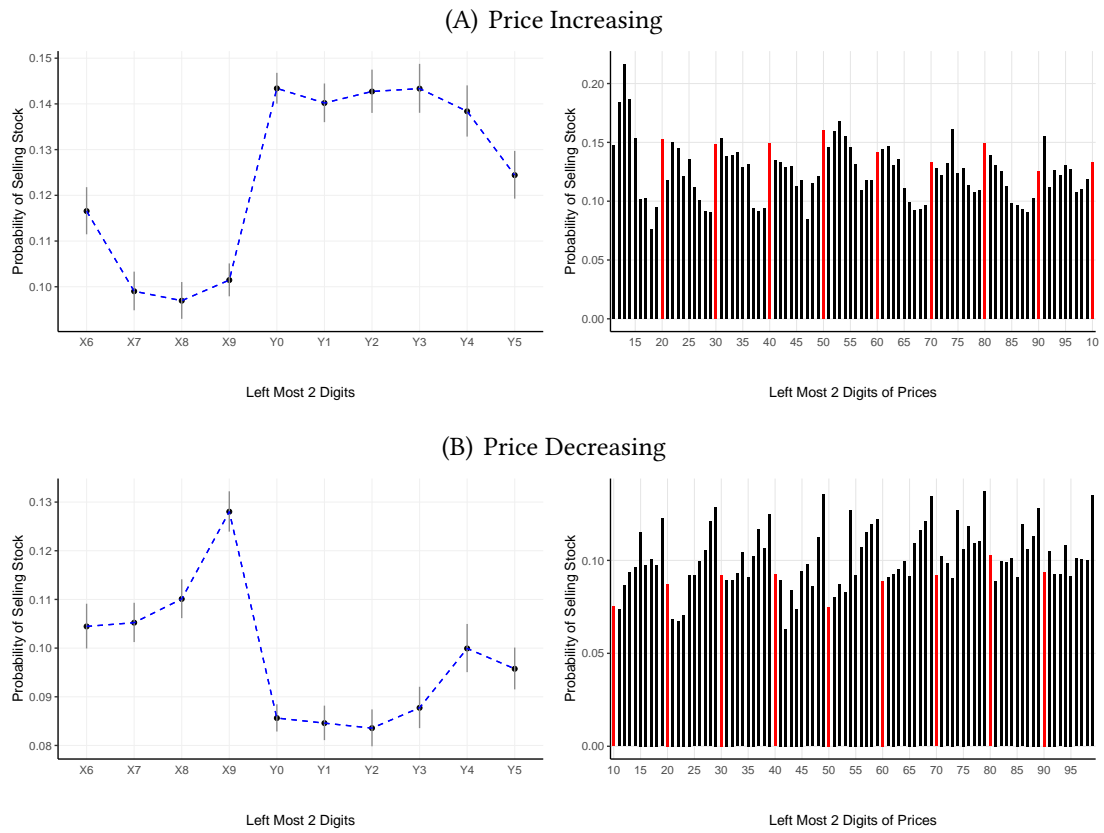 (A) Price Increasing
Probability of Selling Stock
0.15
0.14
0.13
0.12
0.11
0.10
X6 X7 X8 X9 Y0 Y1 Y2 Y3 Y4 Y5
Left Most 2 Digits
Probability of Selling Stock
0.20
0.15
0.10
0.05
0.00
15 20 25 30 35 40 45 50 55 60 65 70 75 80 85 90 95 10
Left Most 2 Digits of Prices
(B) Price Decreasing
Probability of Selling Stock
0.13
0.12
0.11
0.10
0.09
0.08
X6 X7 X8 X9 Y0 Y1 Y2 Y3 Y4 Y5
Left Most 2 Digits
Probability of Selling Stock
0.10
0.05
0.00
10 15 20 25 30 35 40 45 50 55 60 65 70 75 80 85 90 95
Left Most 2 Digits of Prices